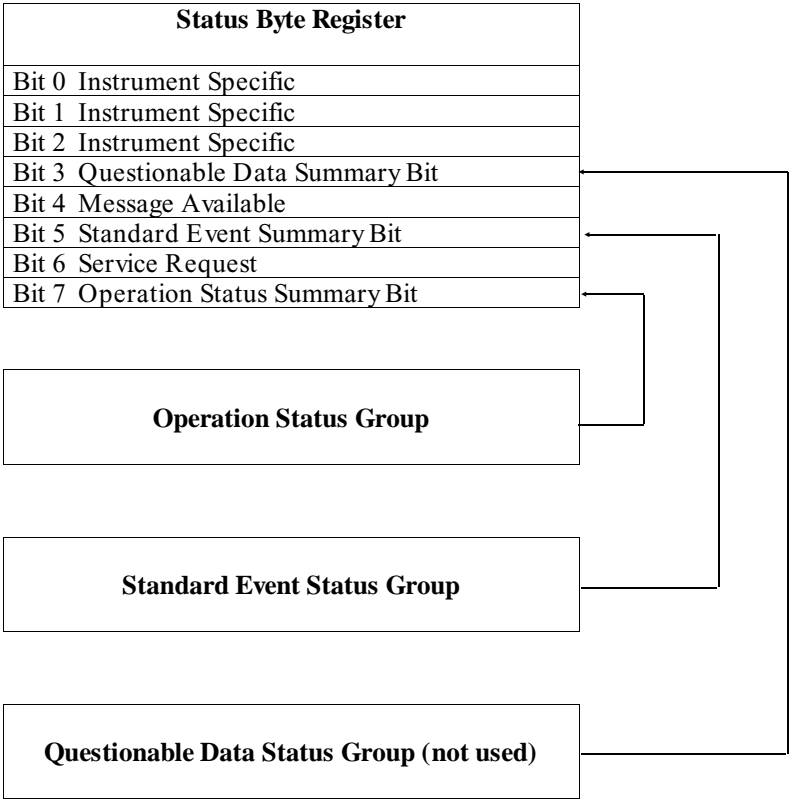 Status Byte Register
Bit 0 Instrument Specific
Bit 1 Instrument Specific
Bit 2 Instrument Specific
Bit 3 Questionable Data Summary Bit
Bit 4 Message Available
Bit 5 Standard Event Summary Bit
Bit 6 Service Request
Bit 7 Operation Status Summary Bit
Operation Status Group
Standard Event Status Group
Questionable Data Status Group (not used)